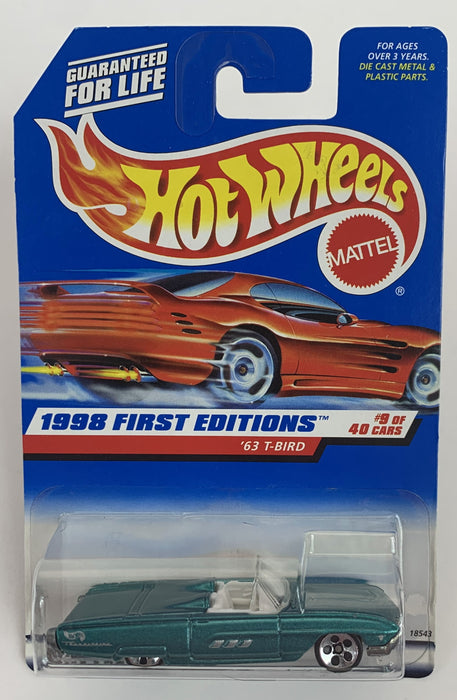 GUARANTEED
FOR LIFE
FOR AGES
OVER 3 YEARS.
DIE CAST METAL &
PLASTIC PARTS.
HOT WHEELS
MATTEL
®
1998 FIRST EDITIONS™
#9 OF
40 CARS
'63 T-BIRD
18543